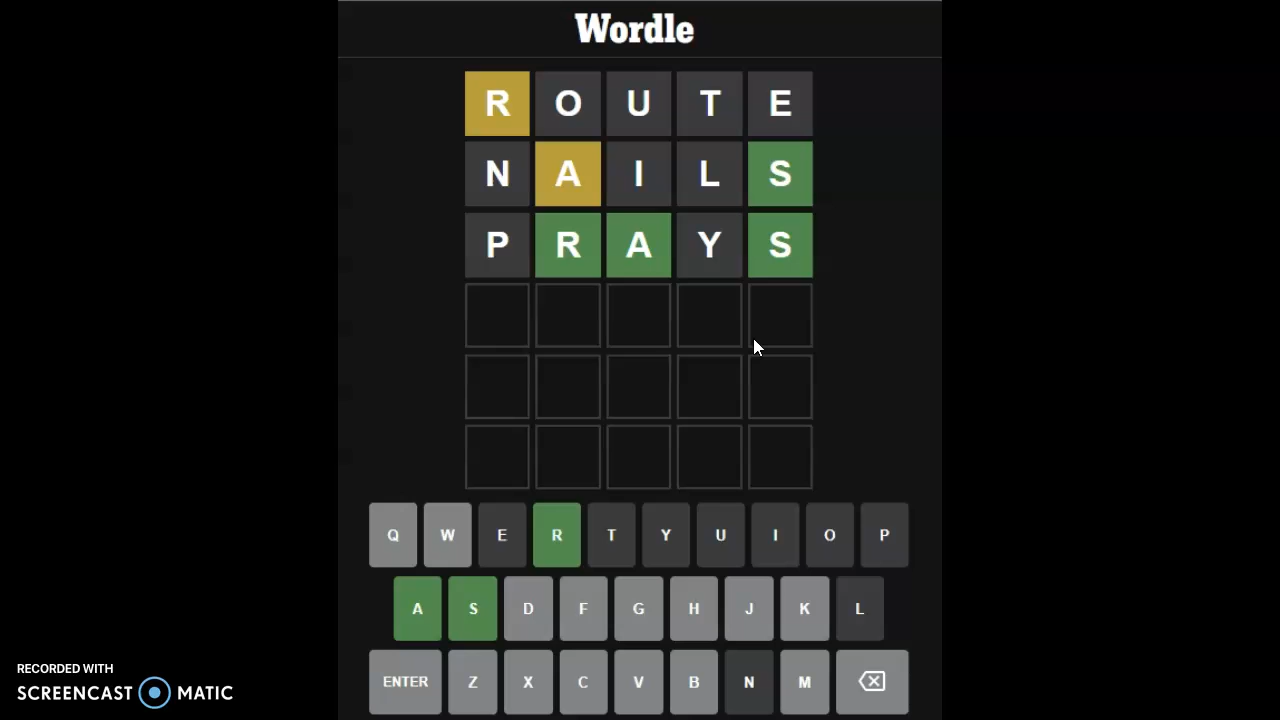 Wordle
R O U T E
N A I L S
P R A Y S
Q W E R T Y U I O P
A S D F G H J K L
ENTER Z X C V B N M
RECORDED WITH
SCREENCAST MATIC